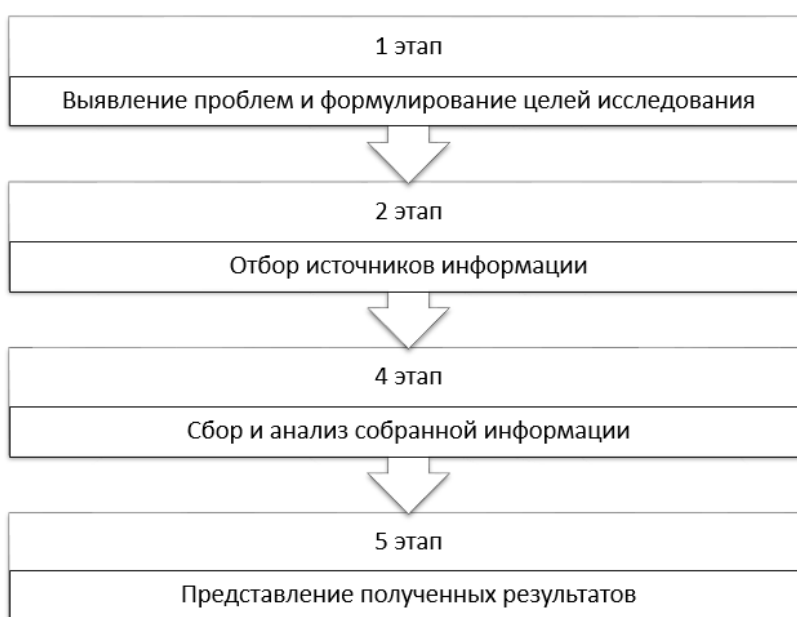 1 этап
Выявление проблем и формулирование целей исследования
2 этап
Отбор источников информации
4 этап
Сбор и анализ собранной информации
5 этап
Представление полученных результатов